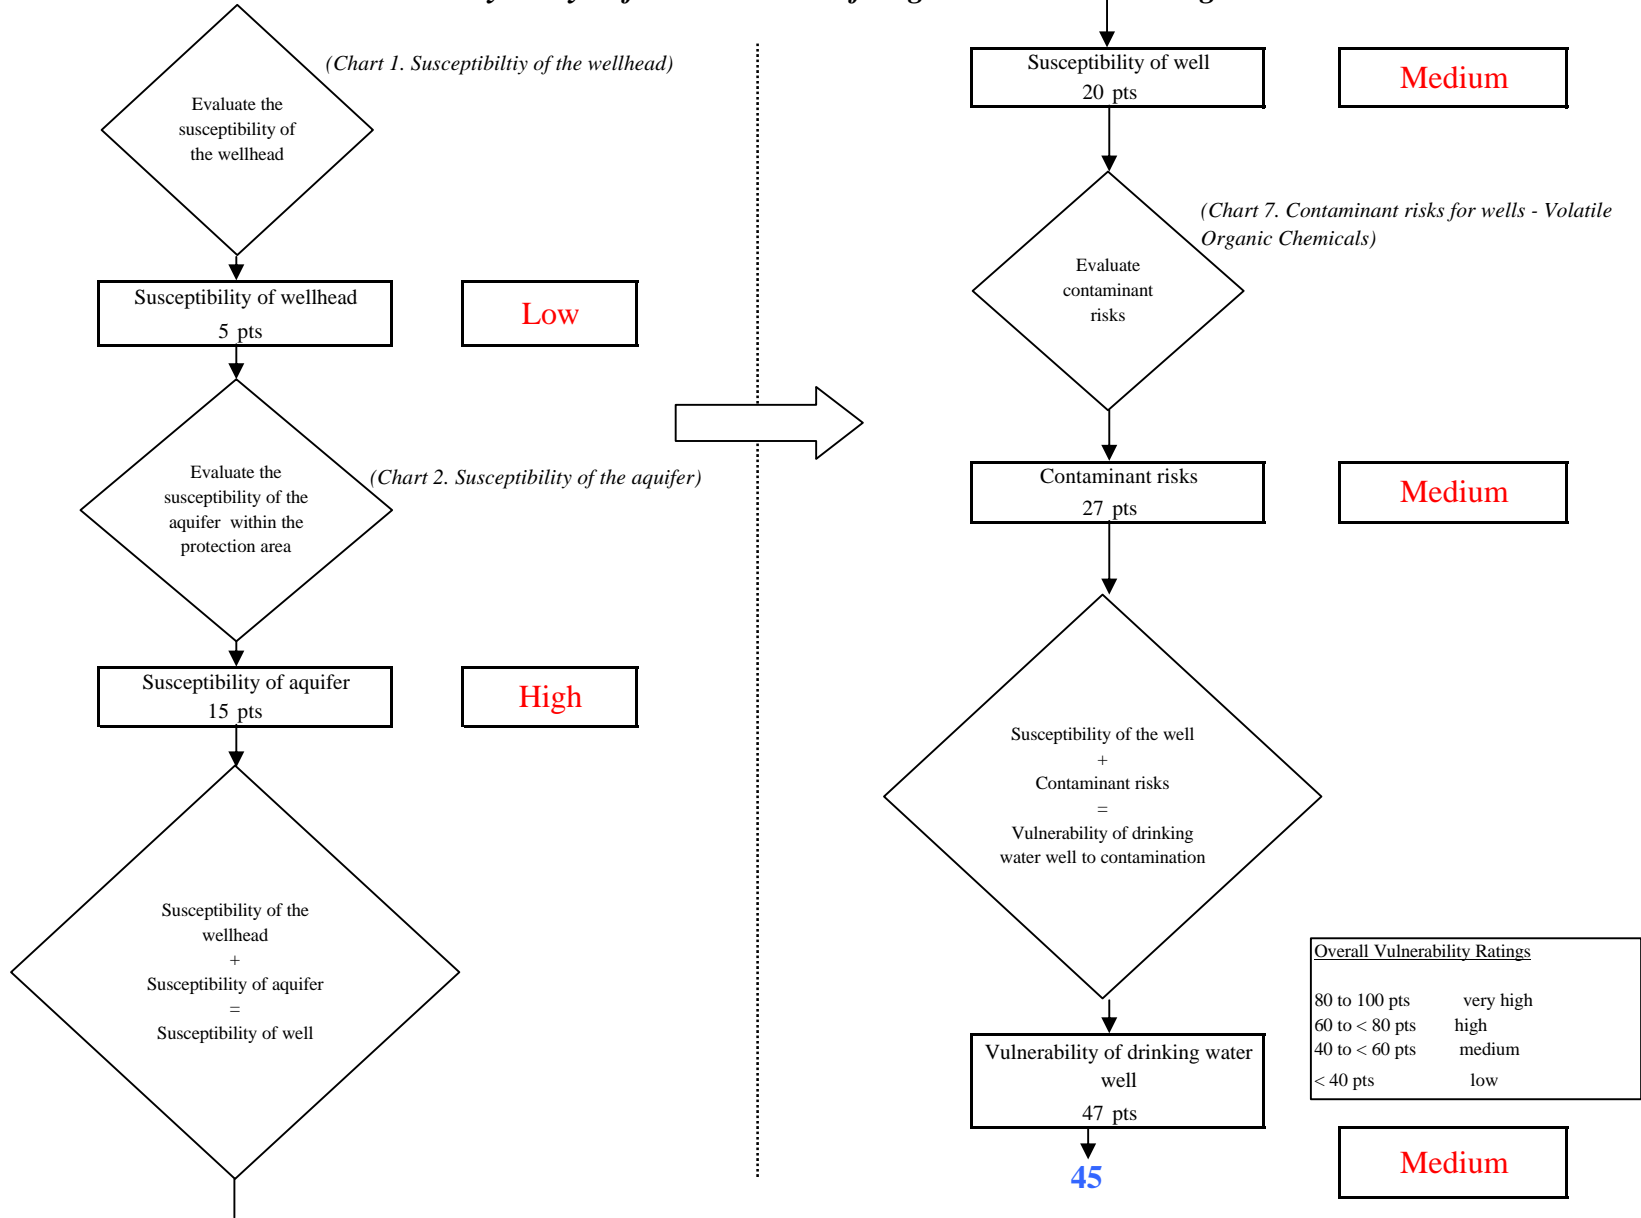 (Chart 1. Susceptibiltiy of the wellhead)
Evaluate the
susceptibility of
the wellhead
Susceptibility of wellhead
5 pts
Low
Evaluate the
susceptibility of the
aquifer within the
protection area
(Chart 2. Susceptibility of the aquifer)
Susceptibility of aquifer
15 pts
High
Susceptibility of the
wellhead
+
Susceptibility of aquifer
=
Susceptibility of well
Susceptibility of well
20 pts
Medium
(Chart 7. Contaminant risks for wells - Volatile
Organic Chemicals)
Evaluate
contaminant
risks
Contaminant risks
27 pts
Medium
Susceptibility of the well
+
Contaminant risks
=
Vulnerability of drinking
water well to contamination
Overall Vulnerability Ratings
80 to 100 pts very high
60 to < 80 pts high
40 to < 60 pts medium
< 40 pts low
Vulnerability of drinking water
well
47 pts
45
Medium